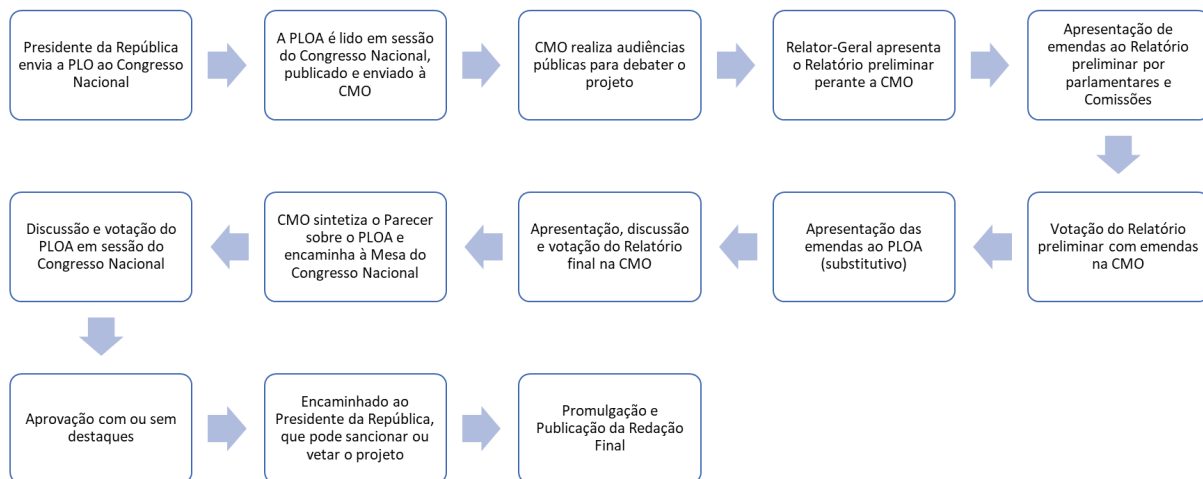 Presidente da República
envia a PLO ao Congresso
Nacional
A PLOA é lido em sessão
do Congresso Nacional,
publicado e enviado à
CMO
CMO realiza audiências
públicas para debater o
projeto
Relator-Geral apresenta
o Relatório preliminar
perante a CMO
Apresentação de
emendas ao Relatório
preliminar por
parlamentares e
Comissões
Votação do Relatório
preliminar com emendas
na CMO
Apresentação das
emendas ao PLOA
(substitutivo)
Apresentação, discussão
e votação do Relatório
final na CMO
CMO sintetiza o Parecer
sobre o PLOA e
encaminha à Mesa do
Congresso Nacional
Discussão e votação do
PLOA em sessão do
Congresso Nacional
Aprovação com ou sem
destaques
Encaminhado ao
Presidente da República,
que pode sancionar ou
vetar o projeto
Promulgação e
Publicação da Redação
Final